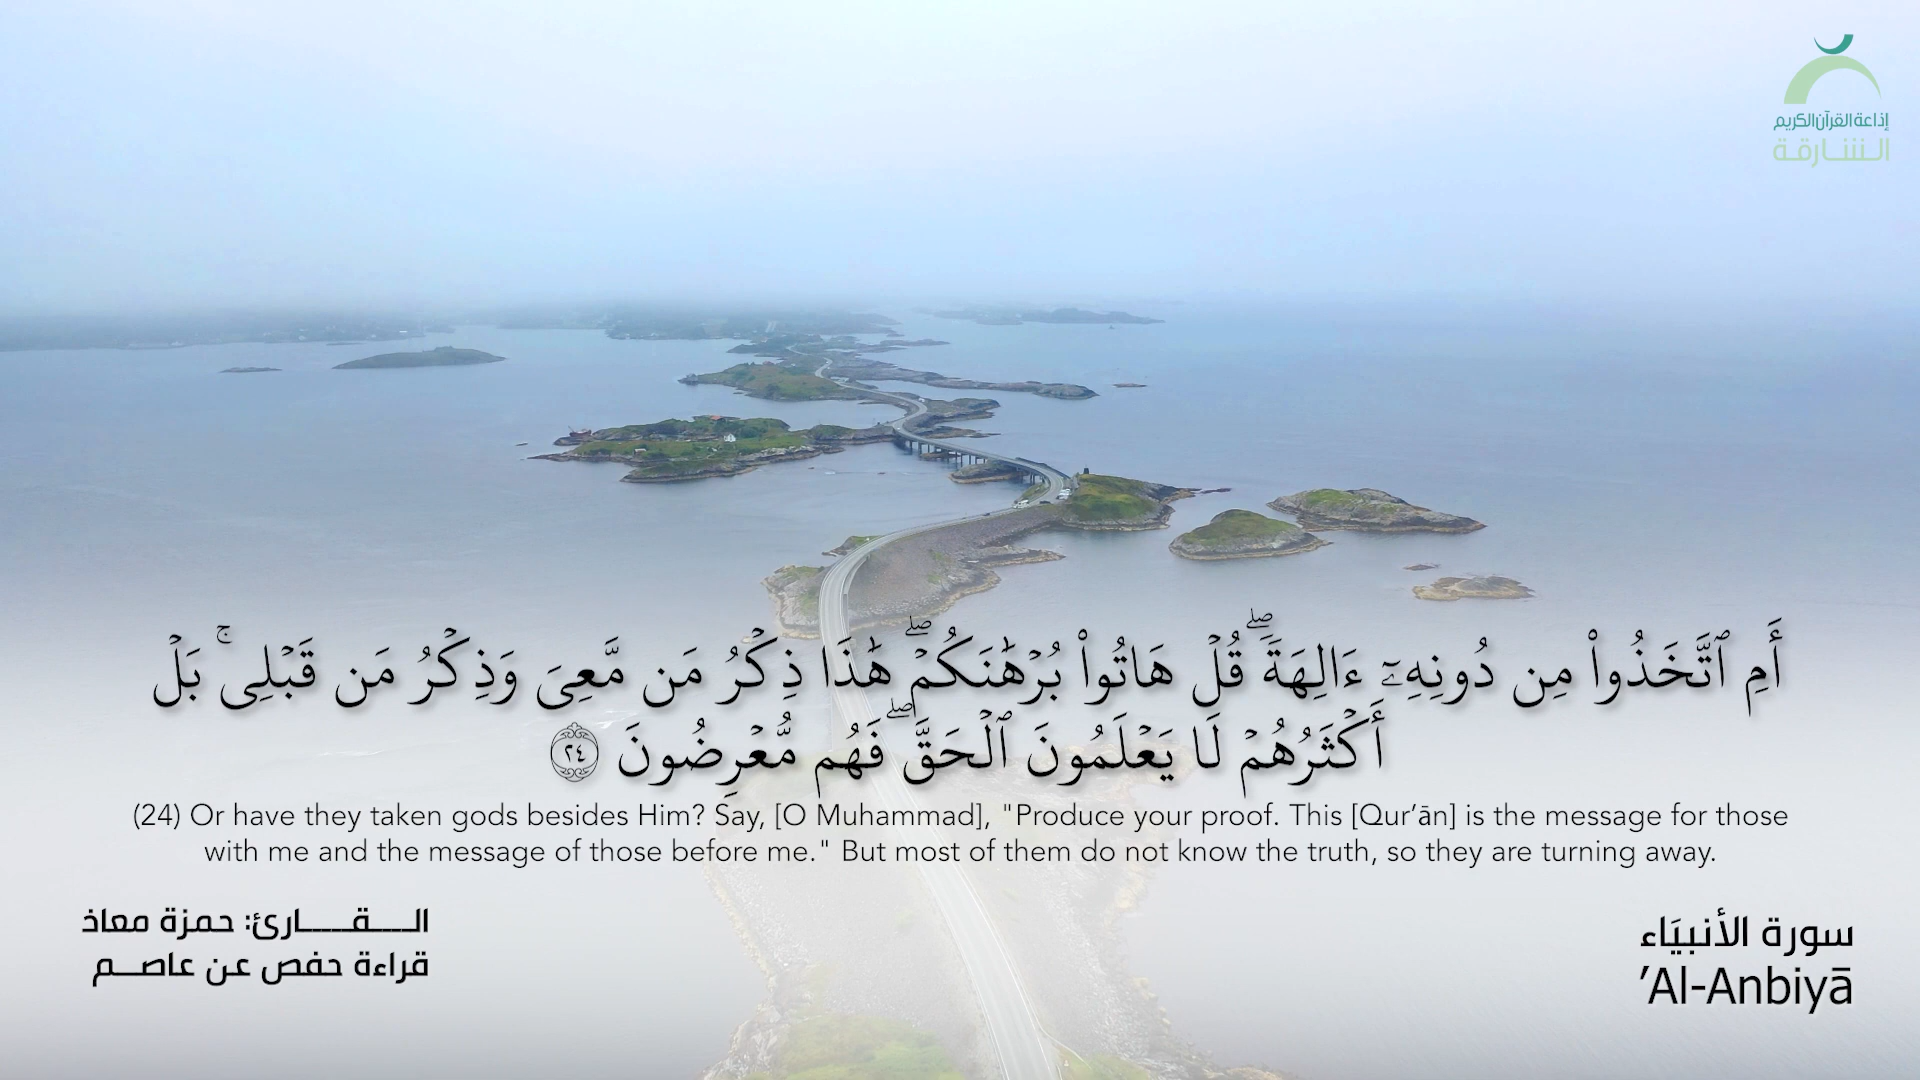 إذاعة القرآن الكريم
الشارقة
أَمِ ٱتَّخَذُوا۟ مِن دُونِهِۦٓ ءَالِهَةًۖ قُلْ هَاتُوا۟ بُرْهَٰنَكُمْۖ هَٰذَا ذِكْرُ مَن مَّعِىَ وَذِكْرُ مَن قَبْلِىۚ بَلْ
أَكْثَرُهُمْ لَا يَعْلَمُونَ ٱلْحَقَّۖ فَهُم مُّعْرِضُونَ ٢٤
(24) Or have they taken gods besides Him? Say, [O Muhammad], "Produce your proof. This [Qur’ān] is the message for those
with me and the message of those before me." But most of them do not know the truth, so they are turning away.
سورة الأنبيَاء
’Al-Anbiyā
الـــقـــارئ: حمزة معاذ
قراءة حفص عن عاصـم